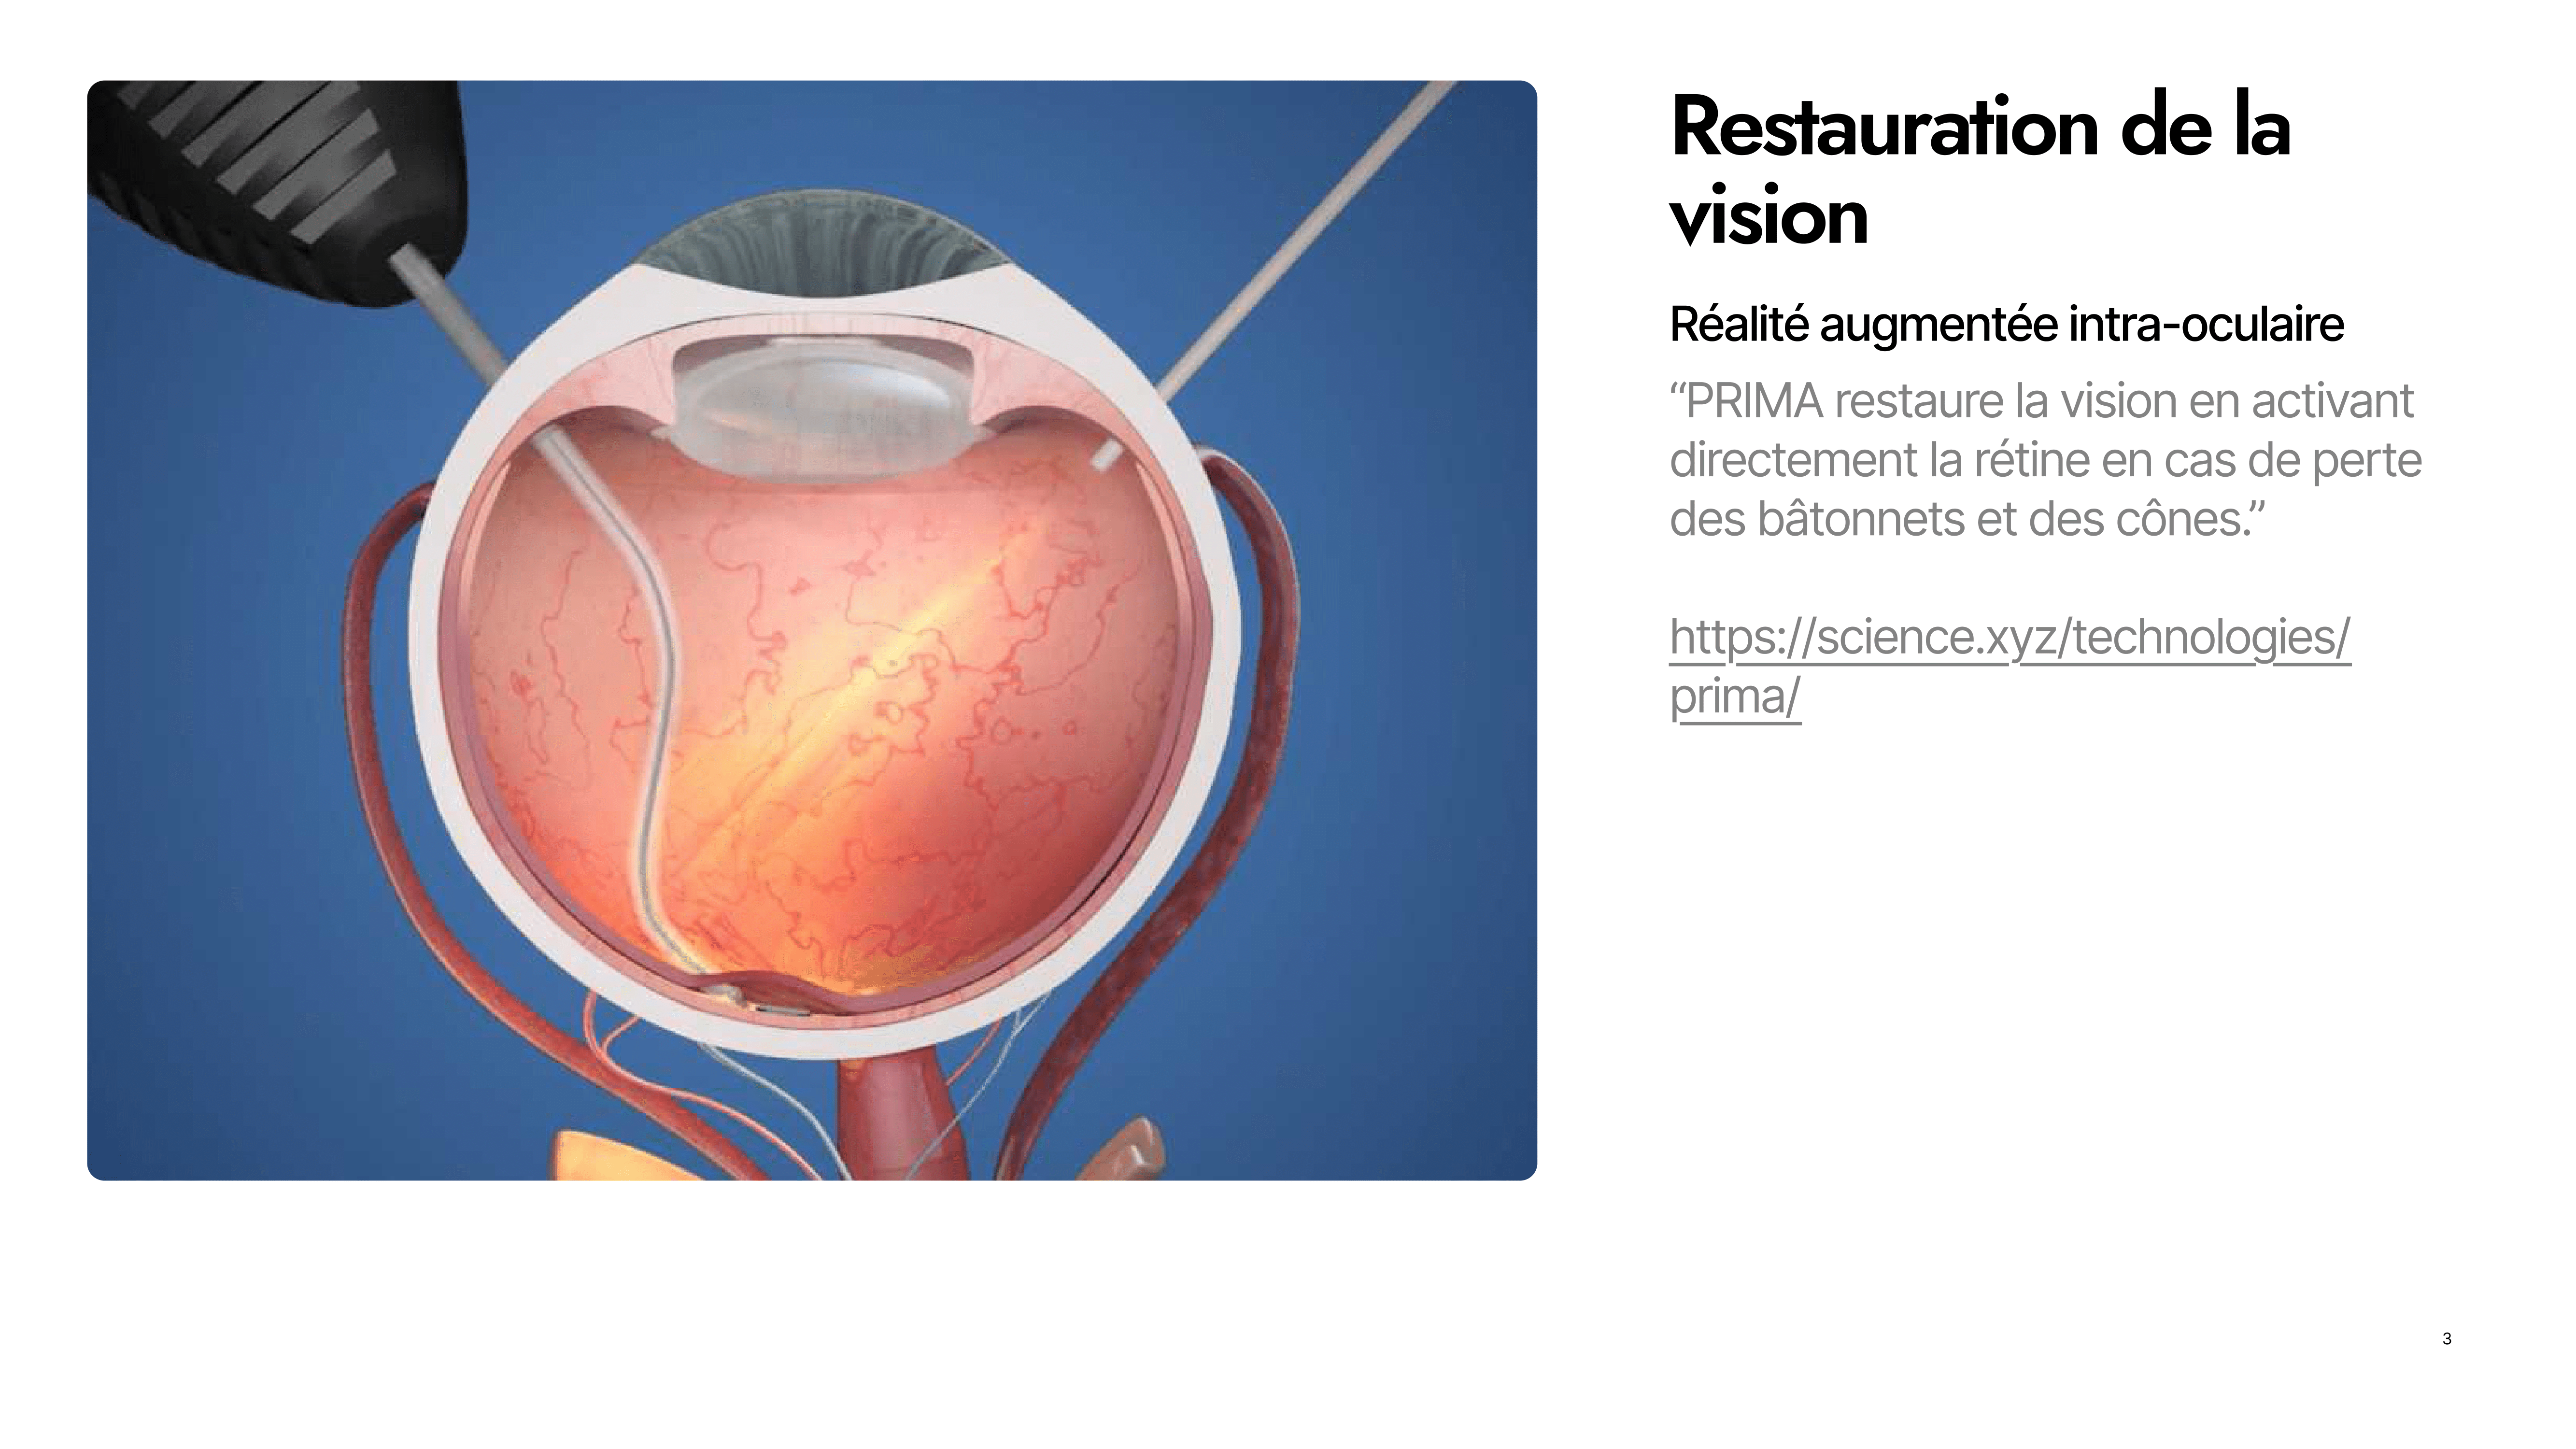 Restauration de la
vision
Réalité augmentée intra-oculaire
“PRIMA restaure la vision en activant
directement la rétine en cas de perte
des bâtonnets et des cônes.”
https://science.xyz/technologies/
prima/
3